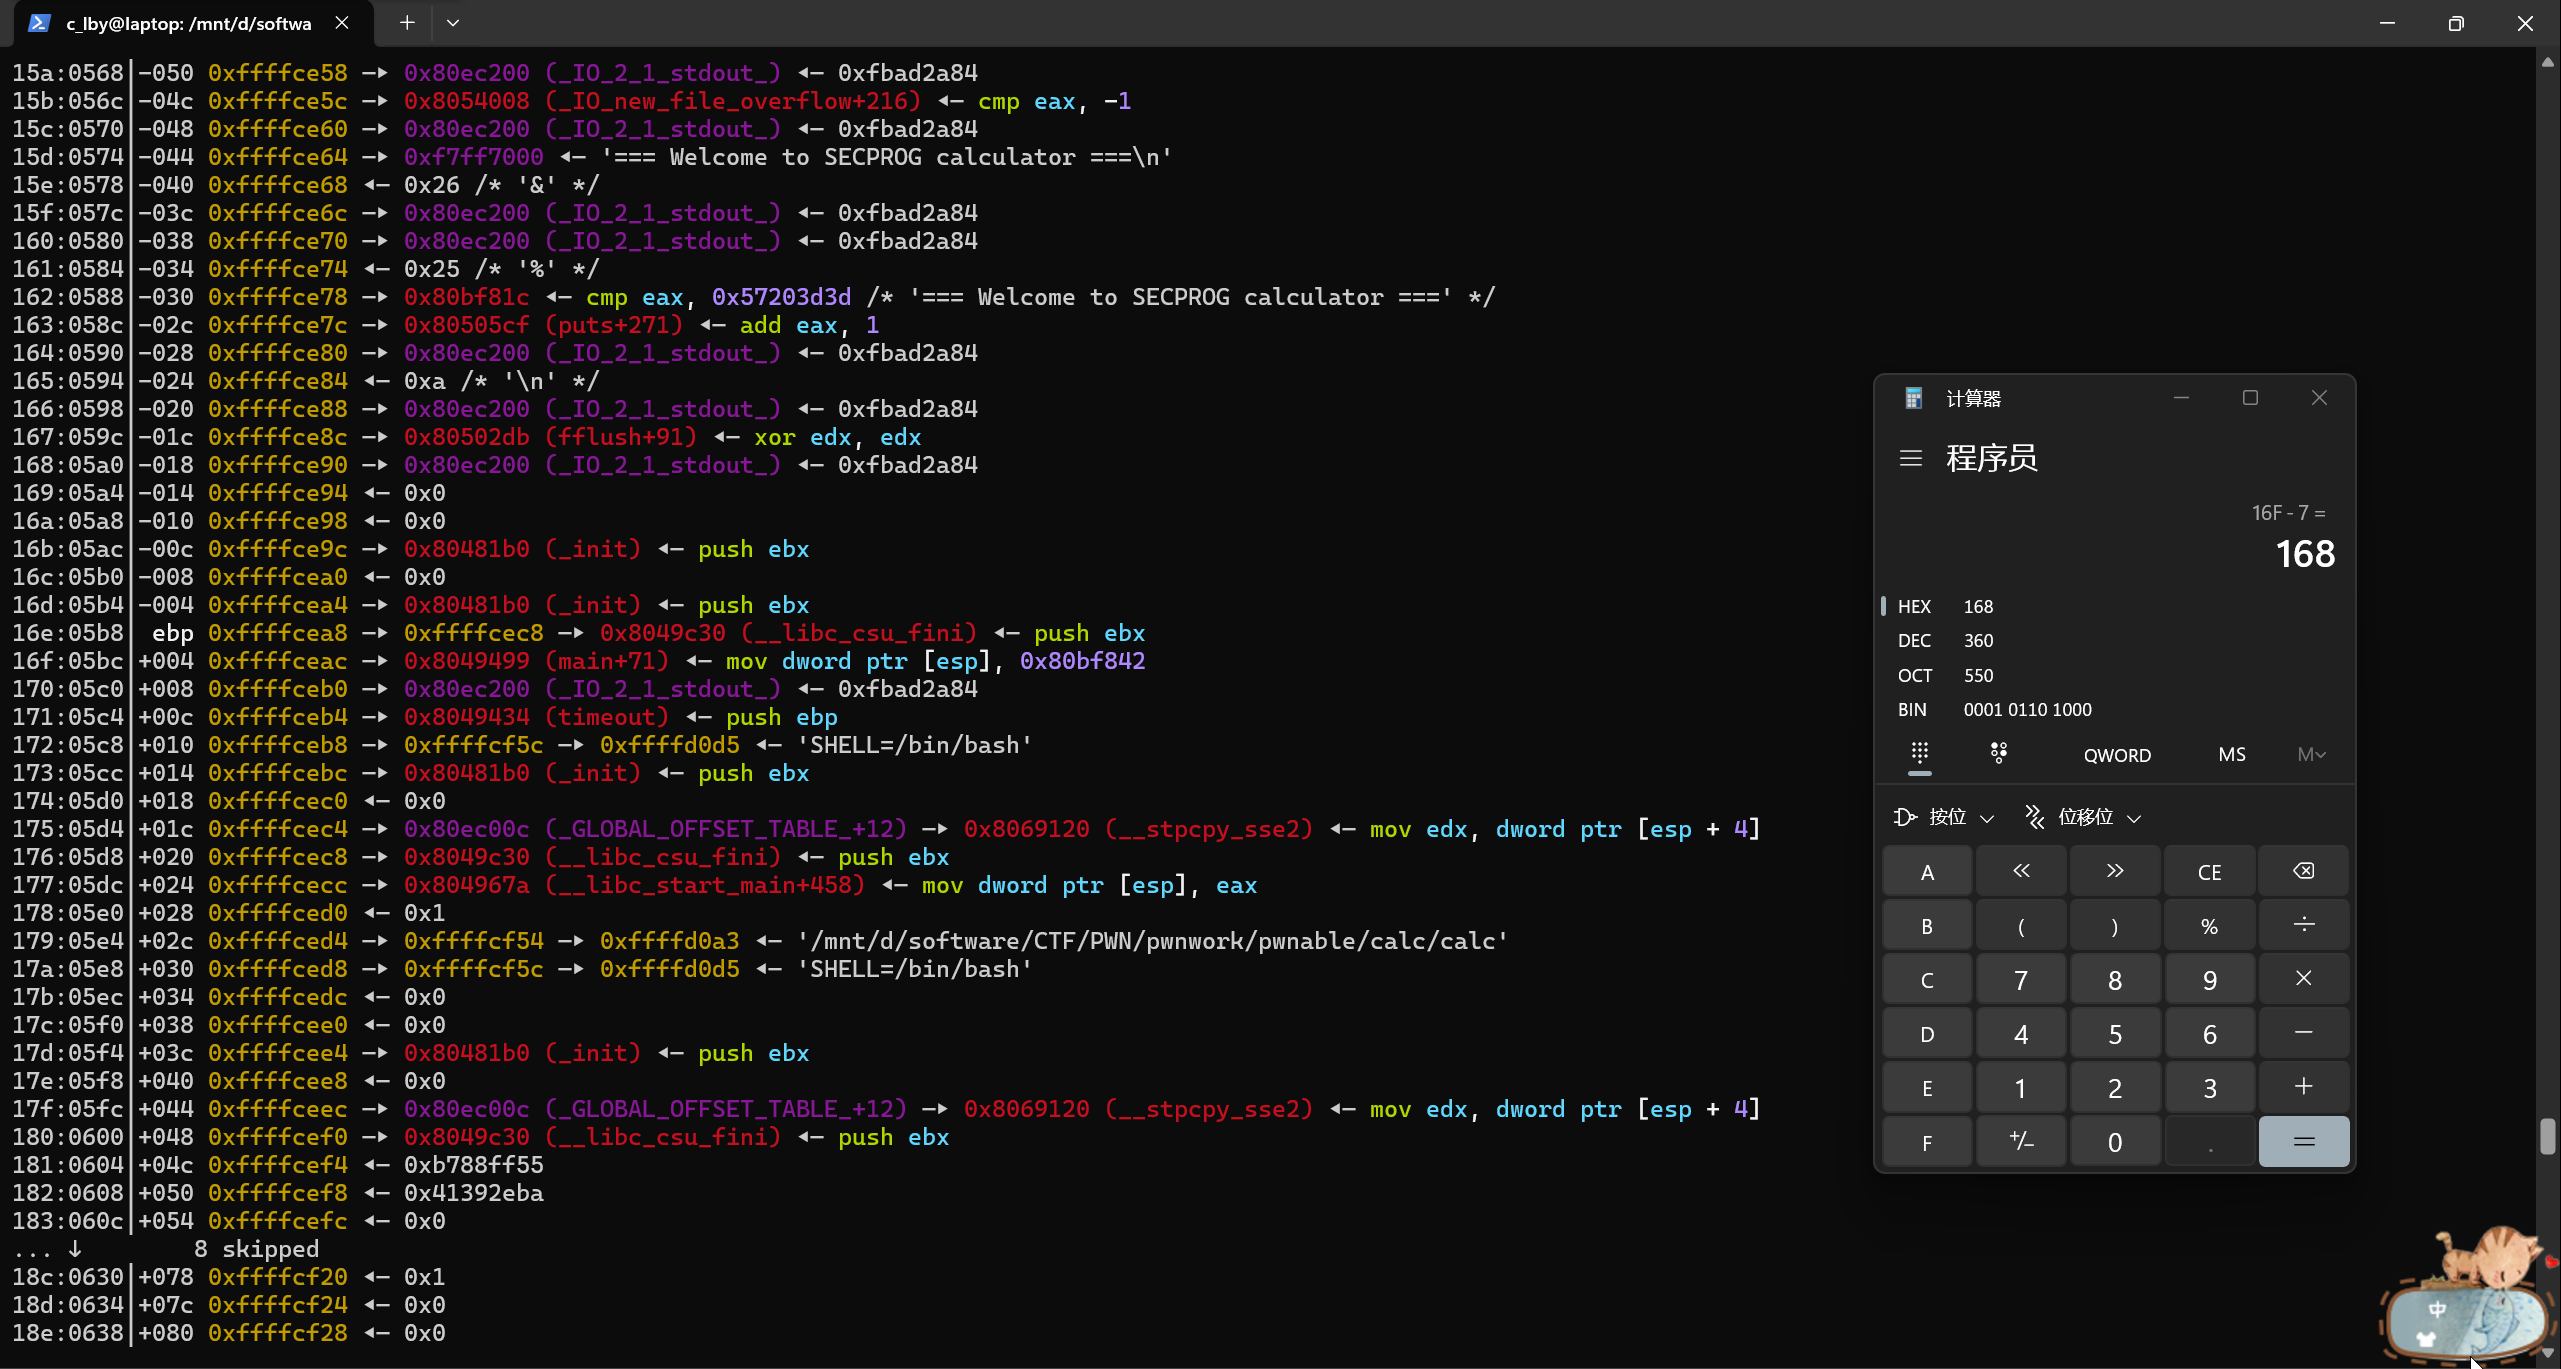 c_lby@laptop: /mnt/d/softwa
15a:0568│-050 0xffffce58 —▸ 0x80ec200 (_IO_2_1_stdout_) ◂— 0xfbad2a84
15b:056c│-04c 0xffffce5c —▸ 0x8054008 (_IO_new_file_overflow+216) ◂— cmp eax, -1
15c:0570│-048 0xffffce60 —▸ 0x80ec200 (_IO_2_1_stdout_) ◂— 0xfbad2a84
15d:0574│-044 0xffffce64 —▸ 0xf7ff7000 ◂— '=== Welcome to SECPROG calculator ===\n'
15e:0578│-040 0xffffce68 ◂— 0x26 /* '&' */
15f:057c│-03c 0xffffce6c —▸ 0x80ec200 (_IO_2_1_stdout_) ◂— 0xfbad2a84
160:0580│-038 0xffffce70 —▸ 0x80ec200 (_IO_2_1_stdout_) ◂— 0xfbad2a84
161:0584│-034 0xffffce74 ◂— 0x25 /* '%' */
162:0588│-030 0xffffce78 —▸ 0x80bf81c ◂— cmp eax, 0x57203d3d /* '=== Welcome to SECPROG calculator ===' */
163:058c│-02c 0xffffce7c —▸ 0x80505cf (puts+271) ◂— add eax, 1
164:0590│-028 0xffffce80 —▸ 0x80ec200 (_IO_2_1_stdout_) ◂— 0xfbad2a84
165:0594│-024 0xffffce84 ◂— 0xa /* '\n' */
166:0598│-020 0xffffce88 —▸ 0x80ec200 (_IO_2_1_stdout_) ◂— 0xfbad2a84
167:059c│-01c 0xffffce8c —▸ 0x80502db (fflush+91) ◂— xor edx, edx
168:05a0│-018 0xffffce90 —▸ 0x80ec200 (_IO_2_1_stdout_) ◂— 0xfbad2a84
169:05a4│-014 0xffffce94 ◂— 0x0
16a:05a8│-010 0xffffce98 ◂— 0x0
16b:05ac│-00c 0xffffce9c —▸ 0x80481b0 (_init) ◂— push ebx
16c:05b0│-008 0xffffcea0 ◂— 0x0
16d:05b4│-004 0xffffcea4 —▸ 0x80481b0 (_init) ◂— push ebx
16e:05b8│ ebp 0xffffcea8 —▸ 0xffffcec8 —▸ 0x8049c30 (__libc_csu_fini) ◂— push ebx
16f:05bc│+004 0xffffceac —▸ 0x8049499 (main+71) ◂— mov dword ptr [esp], 0x80bf842
170:05c0│+008 0xffffceb0 —▸ 0x80ec200 (_IO_2_1_stdout_) ◂— 0xfbad2a84
171:05c4│+00c 0xffffceb4 —▸ 0x8049434 (timeout) ◂— push ebp
172:05c8│+010 0xffffceb8 —▸ 0xffffcf5c —▸ 0xffffd0d5 ◂— 'SHELL=/bin/bash'
173:05cc│+014 0xffffcebc —▸ 0x80481b0 (_init) ◂— push ebx
174:05d0│+018 0xffffcec0 ◂— 0x0
175:05d4│+01c 0xffffcec4 —▸ 0x80ec00c (_GLOBAL_OFFSET_TABLE_+12) —▸ 0x8069120 (__stpcpy_sse2) ◂— mov edx, dword ptr [esp + 4]
176:05d8│+020 0xffffcec8 —▸ 0x8049c30 (__libc_csu_fini) ◂— push ebx
177:05dc│+024 0xffffcecc —▸ 0x804967a (__libc_start_main+458) ◂— mov dword ptr [esp], eax
178:05e0│+028 0xffffced0 ◂— 0x1
179:05e4│+02c 0xffffced4 —▸ 0xffffcf54 —▸ 0xffffd0a3 ◂— '/mnt/d/software/CTF/PWN/pwnwork/pwnable/calc/calc'
17a:05e8│+030 0xffffced8 —▸ 0xffffcf5c —▸ 0xffffd0d5 ◂— 'SHELL=/bin/bash'
17b:05ec│+034 0xffffcedc ◂— 0x0
17c:05f0│+038 0xffffcee0 ◂— 0x0
17d:05f4│+03c 0xffffcee4 —▸ 0x80481b0 (_init) ◂— push ebx
17e:05f8│+040 0xffffcee8 ◂— 0x0
17f:05fc│+044 0xffffceec —▸ 0x80ec00c (_GLOBAL_OFFSET_TABLE_+12) —▸ 0x8069120 (__stpcpy_sse2) ◂— mov edx, dword ptr [esp + 4]
180:0600│+048 0xffffcef0 —▸ 0x8049c30 (__libc_csu_fini) ◂— push ebx
181:0604│+04c 0xffffcef4 ◂— 0xb788ff55
182:0608│+050 0xffffcef8 ◂— 0x41392eba
183:060c│+054 0xffffcefc ◂— 0x0
... ↓ 8 skipped
18c:0630│+078 0xffffcf20 ◂— 0x1
18d:0634│+07c 0xffffcf24 ◂— 0x0
18e:0638│+080 0xffffcf28 ◂— 0x0
计算器
程序员
16F - 7 =
168
HEX 168
DEC 360
OCT 550
BIN 0001 0110 1000
QWORD MS M
按位 位移位
A « » CE
B ( ) % ÷
C 7 8 9 ×
D 4 5 6 −
E 1 2 3 +
F +/− 0 . =
中